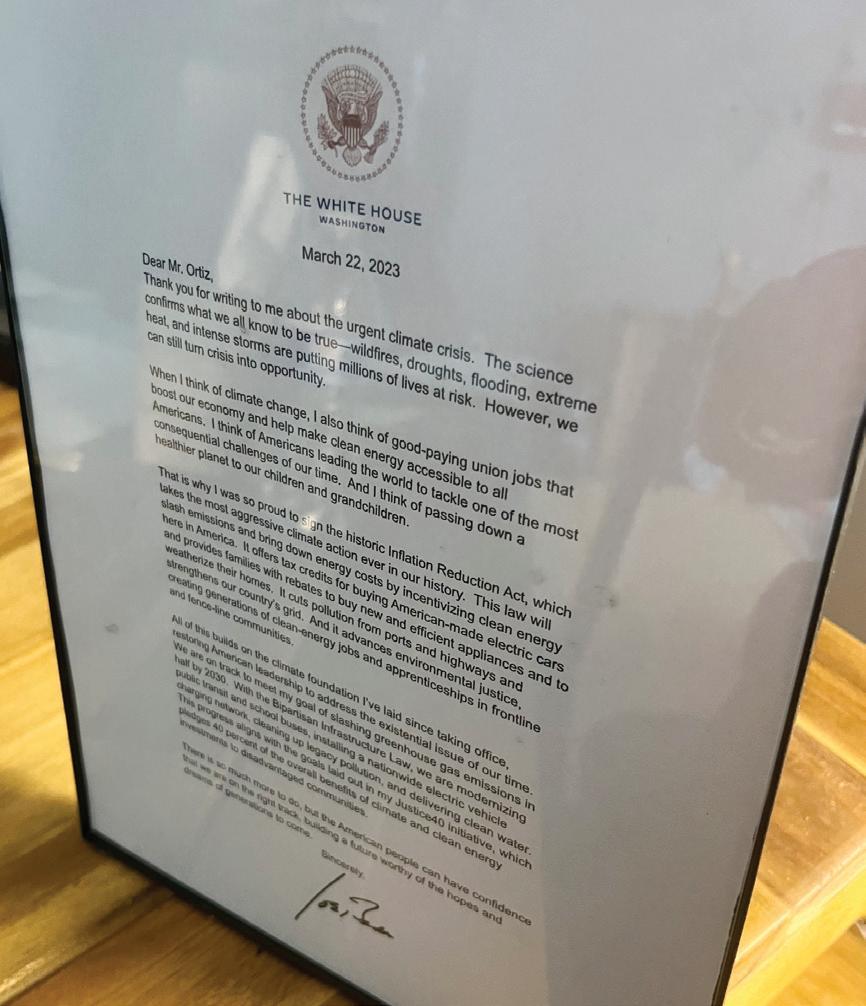 THE WHITE HOUSE
WASHINGTON
March 22, 2023
Dear Mr. Ortiz,
Thank you for writing to me about the urgent climate crisis. The science
confirms what we all know to be true—wildfires, droughts, flooding, extreme
heat, and intense storms are putting millions of lives at risk. However, we
can still turn crisis into opportunity.
When I think of climate change, I also think of good-paying union jobs that
boost our economy and help make clean energy accessible to all
Americans. I think of Americans leading the world to tackle one of the most
consequential challenges of our time. And I think of passing down a
healthier planet to our children and grandchildren.
That is why I was so proud to sign the historic Inflation Reduction Act, which
takes the most aggressive climate action ever in our history. This law will
slash emissions and bring down energy costs by incentivizing clean energy
here in America. It offers tax credits for buying American-made electric cars
and provides families with rebates to buy new and efficient appliances and to
weatherize their homes. It cuts pollution from ports and highways and
strengthens our country's grid. And it advances environmental justice,
creating generations of clean-energy jobs and apprenticeships in frontline
and fence-line communities.
All of this builds on the climate foundation I've laid since taking office,
restoring American leadership to address the existential issue of our time.
We are on track to meet my goal of slashing greenhouse gas emissions in
half by 2030. With the Bipartisan Infrastructure Law, we are modernizing
public transit and school buses, installing a nationwide electric vehicle
charging network, cleaning up legacy pollution, and delivering clean water.
This progress aligns with the goals laid out in my Justice40 Initiative, which
pledges 40 percent of the overall benefits of climate and clean energy
investments to disadvantaged communities.
There is so much more to do, but the American people can have confidence
that we are on the right track, building a future worthy of the hopes and
dreams of generations to come.
Sincerely,